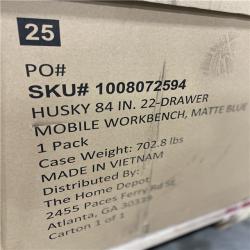 25
PO#
SKU# 1008072594
HUSKY 84 IN. 22-DRAWER
MOBILE WORKBENCH, MATTE BLUE
1 Pack
Case Weight: 702.8 lbs
MADE IN VIETNAM
Distributed By:
The Home Depot
2455 Paces Ferry Rd St,
Atlanta, GA 30339
Carton 1 of 1